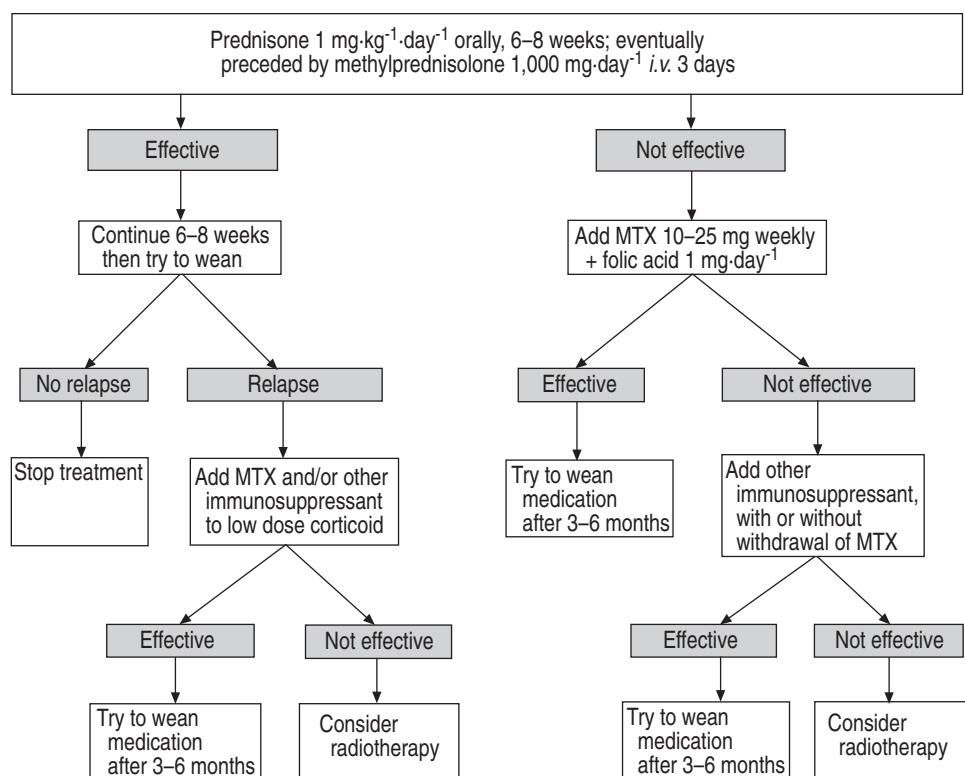 Prednisone 1 mg·kg⁻¹·day⁻¹ orally, 6–8 weeks; eventually
preceded by methylprednisolone 1,000 mg·day⁻¹ i.v. 3 days
Effective
Not effective
Continue 6–8 weeks
then try to wean
Add MTX 10–25 mg weekly
+ folic acid 1 mg·day⁻¹
No relapse
Relapse
Effective
Not effective
Stop treatment
Add MTX and/or other
immunosuppressant
to low dose corticoid
Try to wean
medication
after 3–6 months
Add other
immunosuppressant,
with or without
withdrawal of MTX
Effective
Not effective
Effective
Not effective
Try to wean
medication
after 3–6 months
Consider
radiotherapy
Try to wean
medication
after 3–6 months
Consider
radiotherapy